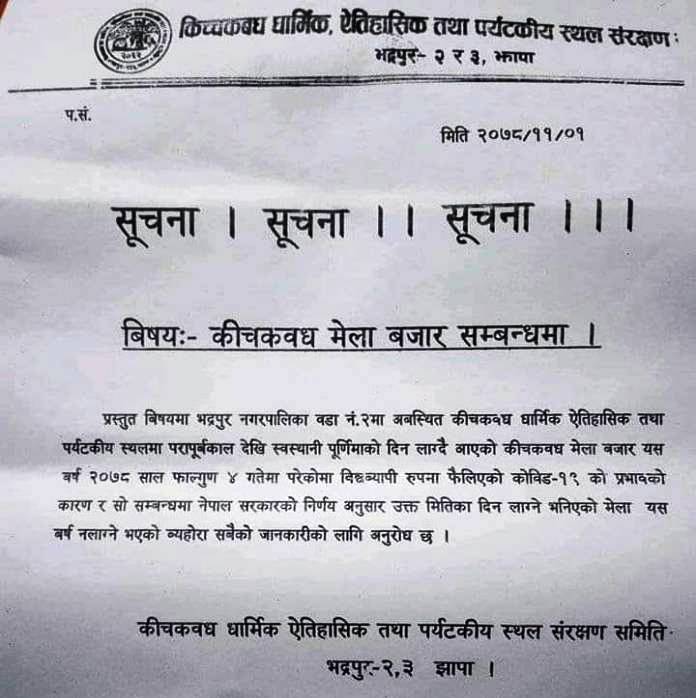 किच्चकबध धार्मिक, ऐतिहासिक तथा पर्यटकीय स्थल संरक्षण
भद्रपुर- २ र ३, झापा
प.सं.
मिति २०७८/११/०१
सूचना । सूचना ।। सूचना ।।।
बिषयः- कीचकवध मेला बजार सम्बन्धमा ।
प्रस्तुत बिषयमा भद्रपुर नगरपालिका वडा नं.२मा अवस्थित कीचकवध धार्मिक ऐतिहासिक तथा
पर्यटकीय स्थलमा परापूर्वकाल देखि स्वस्थानी पूर्णिमाको दिन लाग्दै आएको कीचकवध मेला बजार यस
वर्ष २०७८ साल फाल्गुण ४ गतेमा परेकोमा विश्वव्यापी रुपमा फैलिएको कोविड-१९ को प्रभावको
कारण र सो सम्बन्धमा नेपाल सरकारको निर्णय अनुसार उक्त मितिका दिन लाग्ने भनिएको मेला यस
वर्ष नलाग्ने भएको व्यहोरा सबैको जानकारीको लागि अनुरोध छ ।
कीचकवध धार्मिक ऐतिहासिक तथा पर्यटकीय स्थल संरक्षण समिति
भद्रपुर-२,३ झापा ।